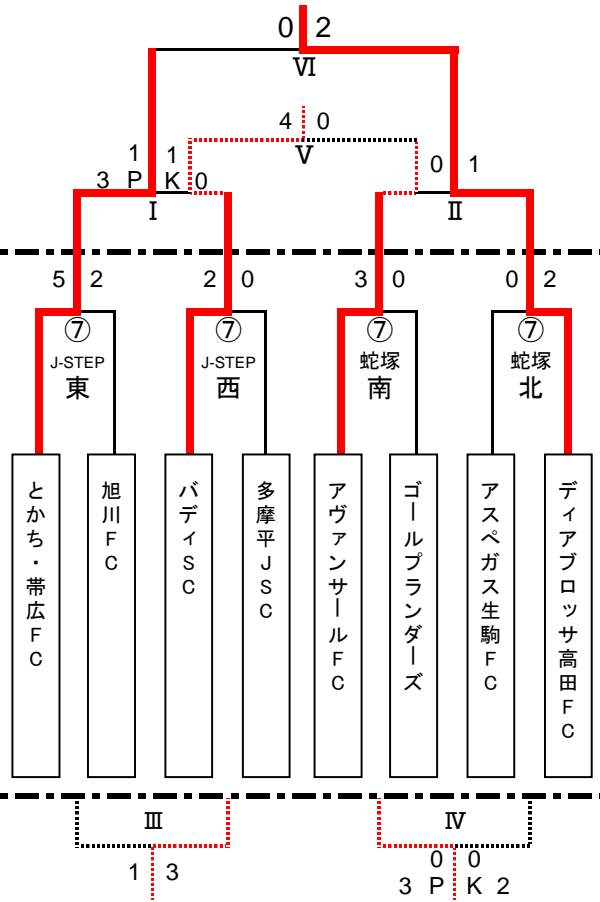 0 2
Ⅵ
4 0
Ⅴ
1 1
3 P K 0
Ⅰ
0 1
Ⅱ
5 2
2 0
3 0
0 2
⑦
J-STEP
東
⑦
J-STEP
西
⑦
蛇塚
南
⑦
蛇塚
北
とかち・帯広FC
旭川FC
バディSC
多摩平JSC
アヴァンサールFC
ゴールプランダーズ
アスペガス生駒FC
ディアブロッサ高田FC
Ⅲ
1 3
Ⅳ
0 0
3 P K 2